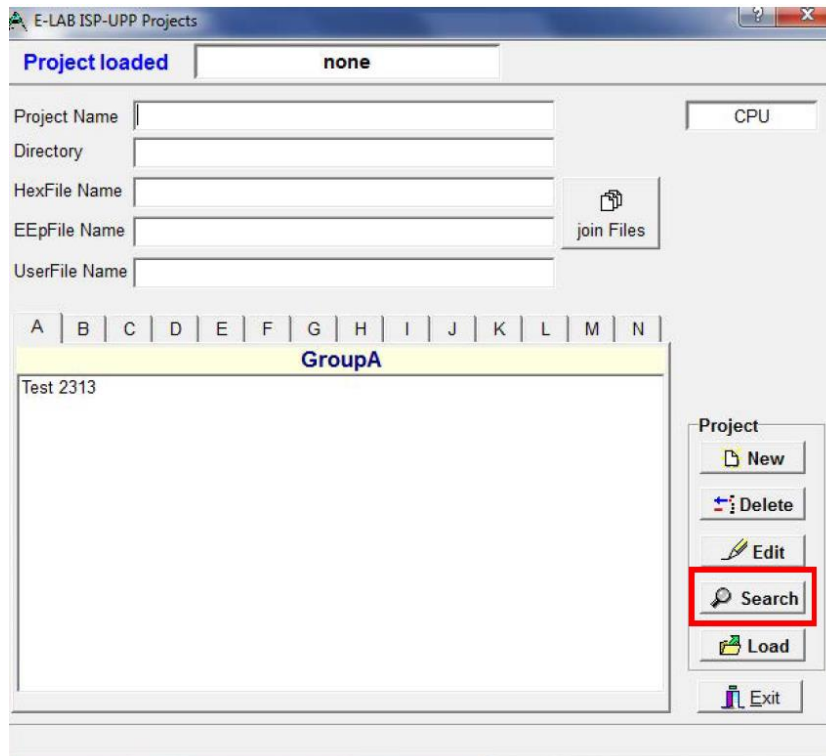 E-LAB ISP-UPP Projects
Project loaded none
Project Name
CPU
Directory
HexFile Name
join Files
EEpFile Name
UserFile Name
A B C D E F G H I J K L M N
GroupA
Test 2313
Project
New
Delete
Edit
Search
Load
Exit